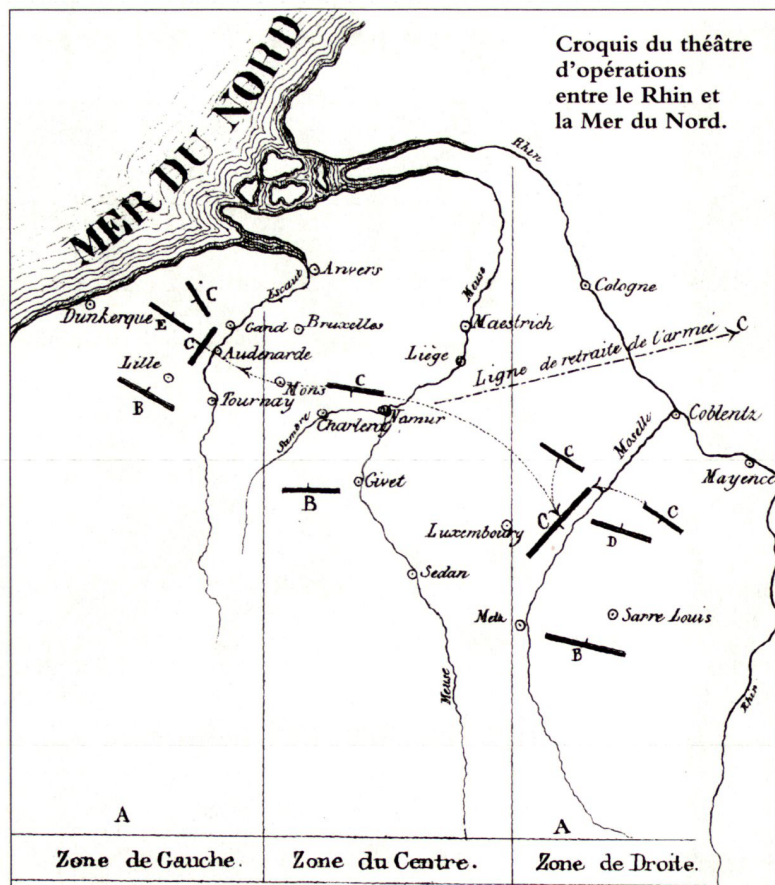 Croquis du théâtre
d'opérations
entre le Rhin et
la Mer du Nord.
MER DU NORD
Rhin
Anvers
Escaut
Meuse
Cologne
C
Dunkerque
E
Gand
Bruxelles
Maestrich
C
Audenarde
Liège
Ligne de retraite de l'armée
C
Lille
Mons
C
B
Tournay
Sambre
Charleroy
Namur
Moselle
Coblentz
C
Mayence
Givet
B
C
C
Luxembourg
D
Sedan
Metz
Sarre Louis
B
Meuse
Rhin
A
A
Zone de Gauche.
Zone du Centre.
Zone de Droite.